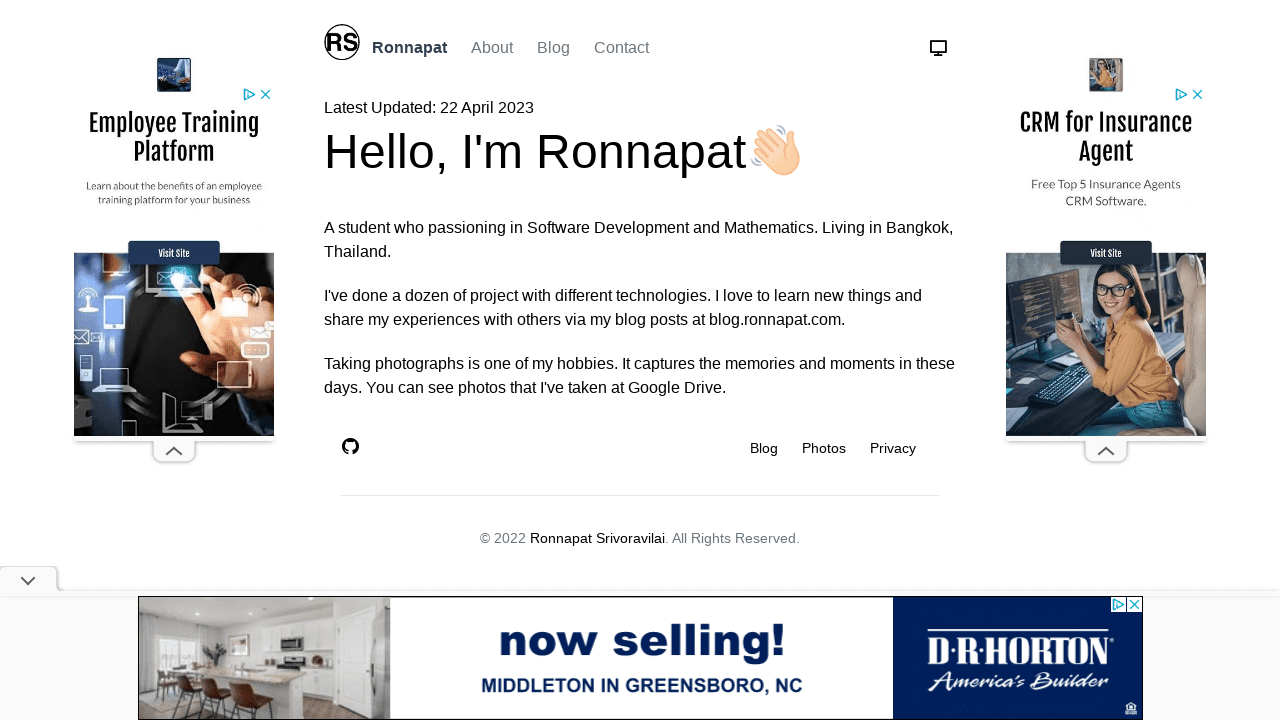 RS Ronnapat About Blog Contact
Latest Updated: 22 April 2023
Hello, I'm Ronnapat
A student who passioning in Software Development and Mathematics. Living in Bangkok,
Thailand.
I've done a dozen of project with different technologies. I love to learn new things and
share my experiences with others via my blog posts at blog.ronnapat.com.
Taking photographs is one of my hobbies. It captures the memories and moments in these
days. You can see photos that I've taken at Google Drive.
Blog Photos Privacy
© 2022 Ronnapat Srivoravilai. All Rights Reserved.
Employee Training
Platform
Learn about the benefits of an employee
training platform for your business
Visit Site
CRM for Insurance
Agent
Free Top 5 Insurance Agents
CRM Software.
Visit Site
now selling!
MIDDLETON IN GREENSBORO, NC
D·R·HORTON
America's Builder